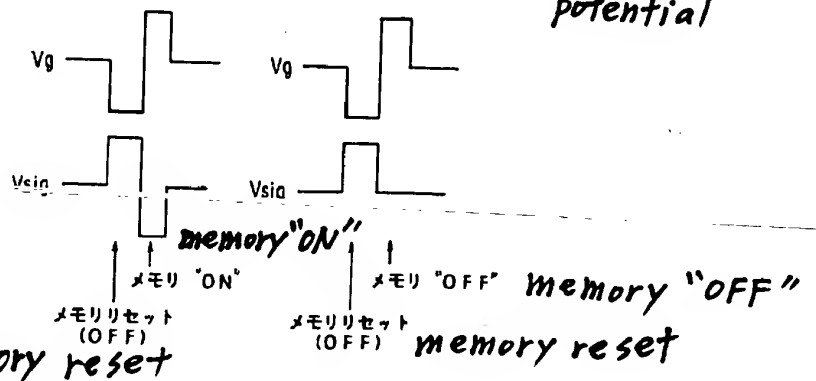 potential
Vg
Vg
Vsig
Vsig
memory "ON"
メモリ "ON"
メモリ "OFF"
memory "OFF"
メモリリセット
(OFF)
メモリリセット
(OFF)
memory reset
reset